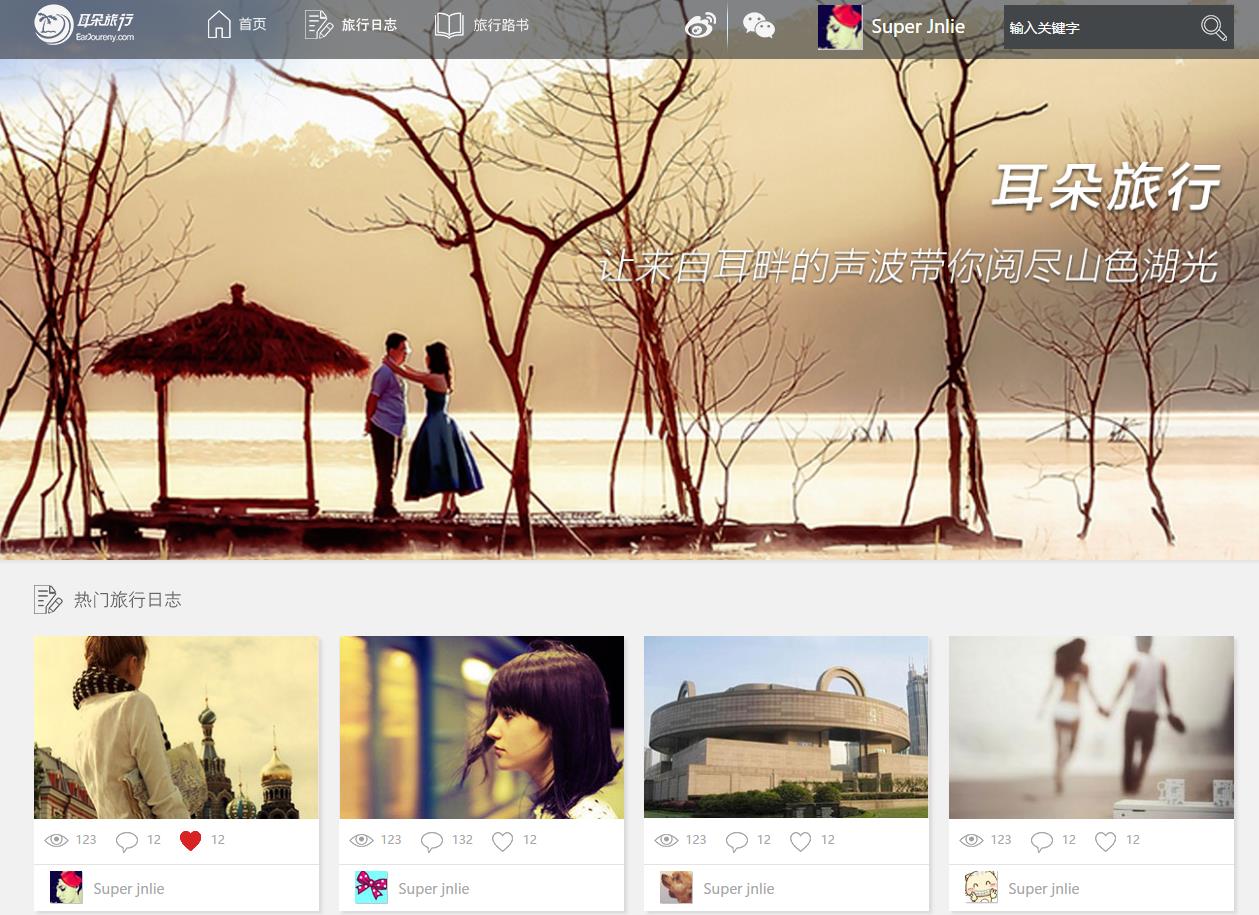 耳朵旅行
EarJoureny.com
首页
旅行日志
旅行路书
Super Jnlie
输入关键字
耳朵旅行
让来自耳畔的声波带你阅尽山色湖光
热门旅行日志
123 12 12
123 132 12
123 12 12
123 12 12
Super jnlie
Super jnlie
Super jnlie
Super jnlie